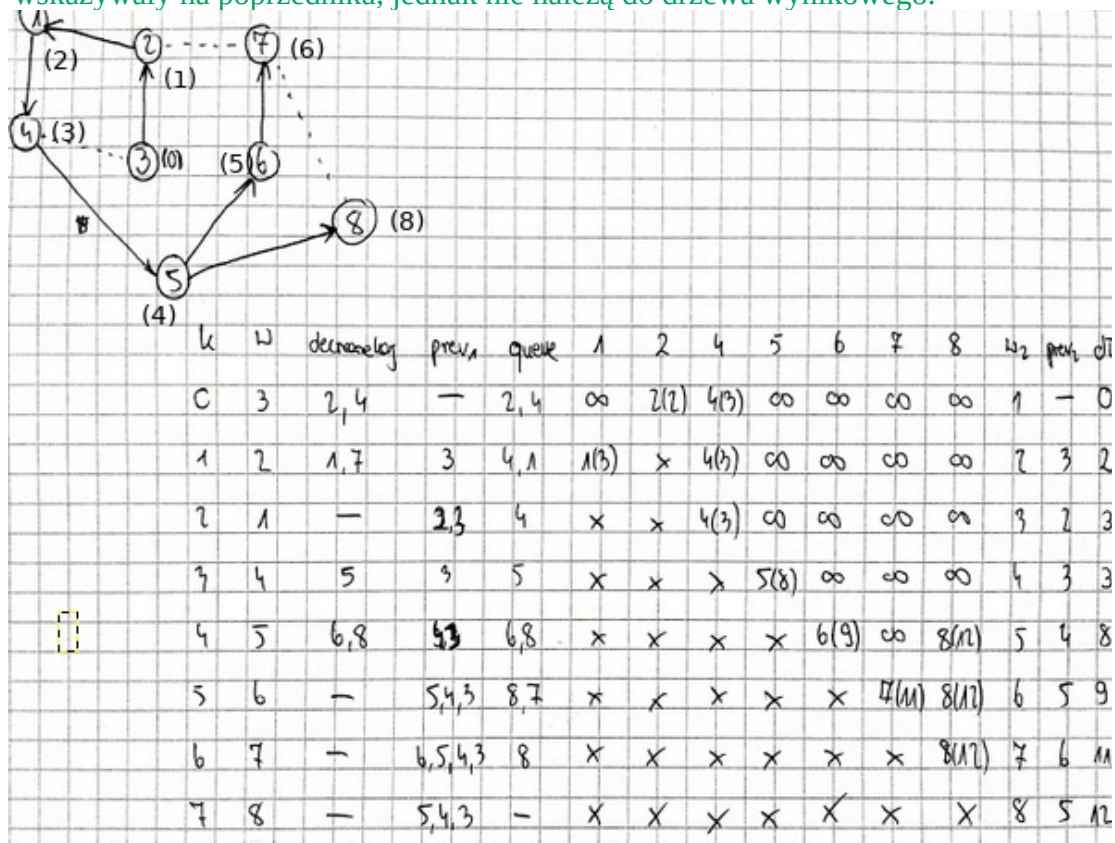 wskazywały na poprzednika, jednak nie należą do drzewa wynikowego.
1 2 7 (6)
(2) (1)
4 (3) 3 (0) (5) 6
8 (8)
5
(4)
k w prev₁ queue 1 2 4 5 6 7 8 w₂ prev₂
0 3 2,4 — 2,4 ∞ 2(2) 4(3) ∞ ∞ ∞ ∞ 1 — 0
1 2 1,7 3 4,1 1(3) x 4(3) ∞ ∞ ∞ ∞ 2 3 2
2 1 — 2,3 4 x x 4(3) ∞ ∞ ∞ ∞ 3 2 3
3 4 5 3 5 x x x 5(8) ∞ ∞ ∞ 4 3 3
4 5 6,8 6,8 x x x x 6(9) ∞ 8(12) 5 4 8
5 6 — 5,4,3 8,7 x x x x x 7(11) 8(12) 6 5 9
6 7 — 6,5,4,3 8 x x x x x x 8(12) 7 6 11
7 8 — 5,4,3 — x x x x x x x 8 5 12